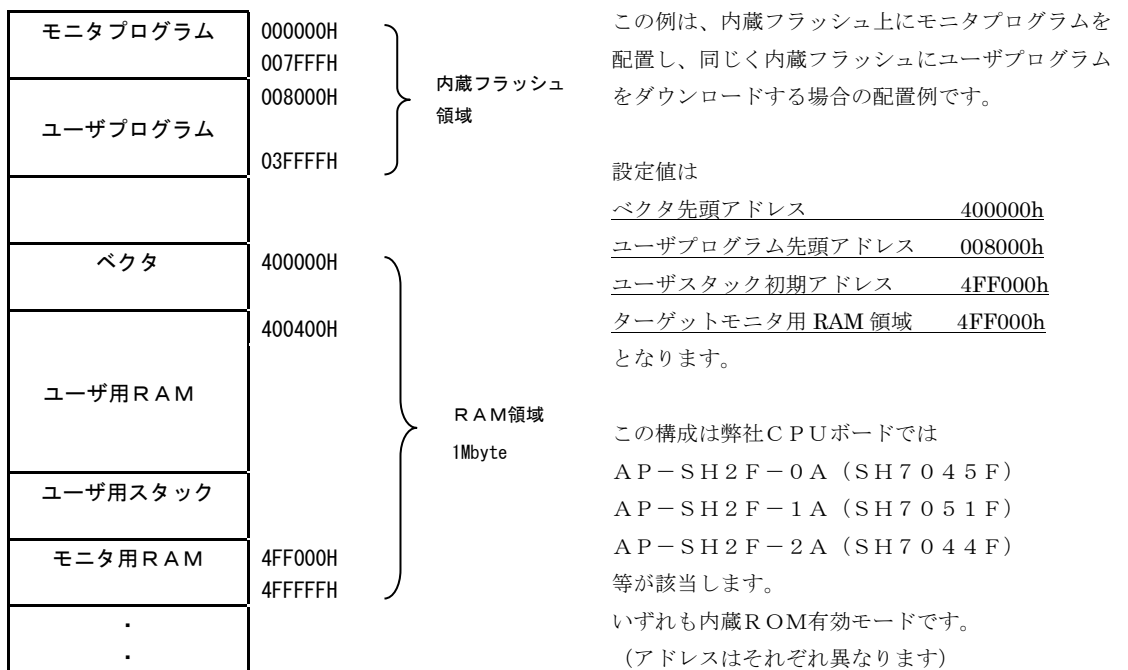 モニタプログラム
000000H
007FFFH
008000H
ユーザプログラム
03FFFFH
内蔵フラッシュ
領域
ベクタ
400000H
400400H
ユーザ用RAM
RAM領域
1Mbyte
ユーザ用スタック
モニタ用RAM
4FF000H
4FFFFFH
・
・
この例は、内蔵フラッシュ上にモニタプログラムを
配置し、同じく内蔵フラッシュにユーザプログラム
をダウンロードする場合の配置例です。
設定値は
ベクタ先頭アドレス 400000h
ユーザプログラム先頭アドレス 008000h
ユーザスタック初期アドレス 4FF000h
ターゲットモニタ用 RAM 領域 4FF000h
となります。
この構成は弊社CPUボードでは
AP-SH2F-0A(SH7045F)
AP-SH2F-1A(SH7051F)
AP-SH2F-2A(SH7044F)
等が該当します。
いずれも内蔵ROM有効モードです。
(アドレスはそれぞれ異なります)